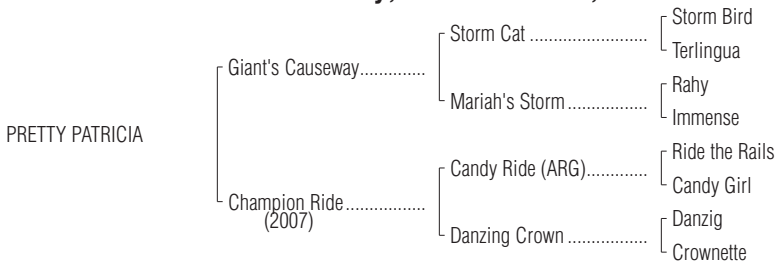 Storm Bird
Storm Cat ....................
Terlingua
Giant's Causeway............
Rahy
Mariah's Storm ..............
Immense
PRETTY PATRICIA
Ride the Rails
Candy Ride (ARG)...........
Candy Girl
Champion Ride..............
(2007)
Danzig
Danzing Crown ..............
Crownette